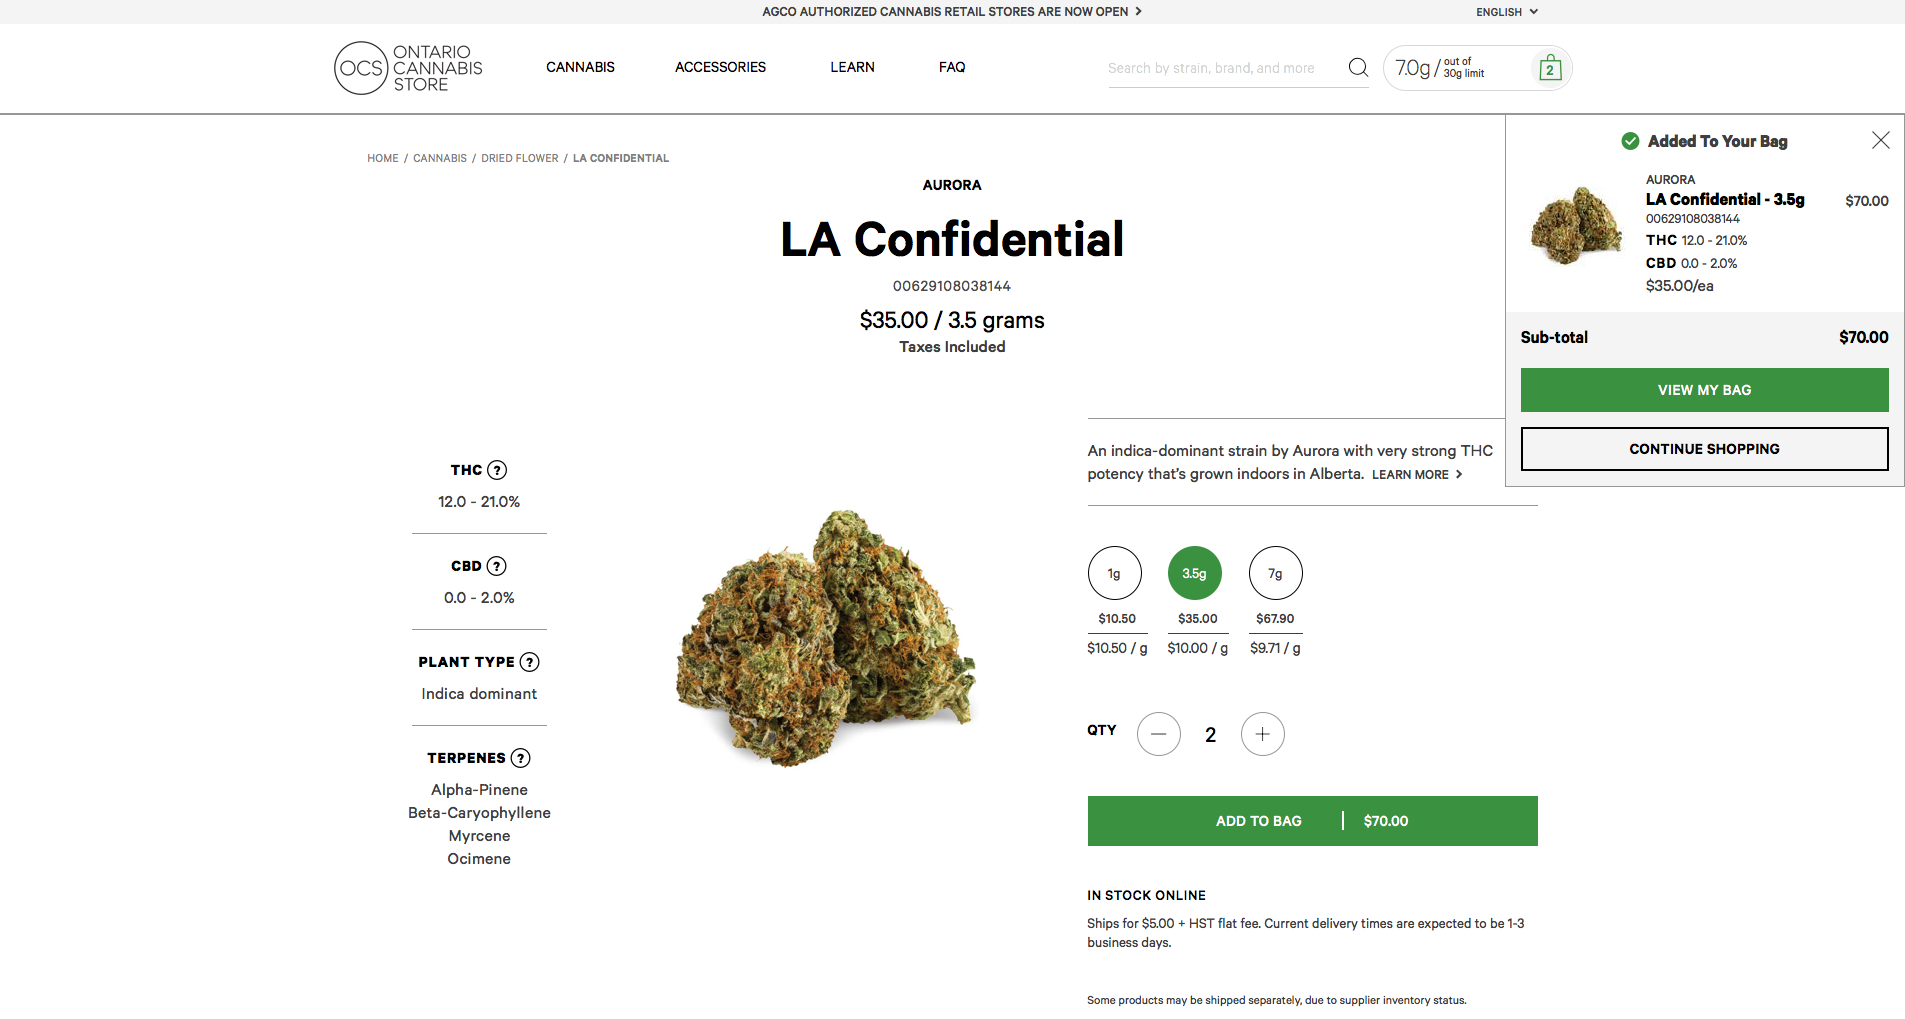 AGCO AUTHORIZED CANNABIS RETAIL STORES ARE NOW OPEN
ENGLISH
OCS
ONTARIO
CANNABIS
STORE
CANNABIS
ACCESSORIES
LEARN
FAQ
Search by strain, brand, and more
7.0g / out of
30g limit
2
HOME / CANNABIS / DRIED FLOWER / LA CONFIDENTIAL
AURORA
LA Confidential
00629108038144
$35.00 / 3.5 grams
Taxes Included
Added To Your Bag
AURORA
LA Confidential - 3.5g
$70.00
00629108038144
THC 12.0 - 21.0%
CBD 0.0 - 2.0%
$35.00/ea
Sub-total
$70.00
VIEW MY BAG
CONTINUE SHOPPING
THC ?
12.0 - 21.0%
CBD ?
0.0 - 2.0%
PLANT TYPE ?
Indica dominant
TERPENES ?
Alpha-Pinene
Beta-Caryophyllene
Myrcene
Ocimene
An indica-dominant strain by Aurora with very strong THC
potency that's grown indoors in Alberta. LEARN MORE
1g 3.5g 7g
$10.50 $35.00 $67.90
$10.50 / g $10.00 / g $9.71 / g
QTY 2
ADD TO BAG | $70.00
IN STOCK ONLINE
Ships for $5.00 + HST flat fee. Current delivery times are expected to be 1-3
business days.
Some products may be shipped separately, due to supplier inventory status.